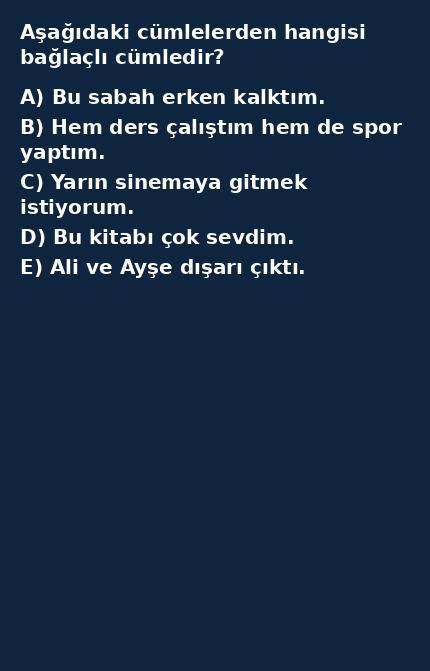 Aşağıdaki cümlelerden hangisi
bağlaçlı cümledir?
A) Bu sabah erken kalktım.
B) Hem ders çalıştım hem de spor
yaptım.
C) Yarın sinemaya gitmek
istiyorum.
D) Bu kitabı çok sevdim.
E) Ali ve Ayşe dışarı çıktı.